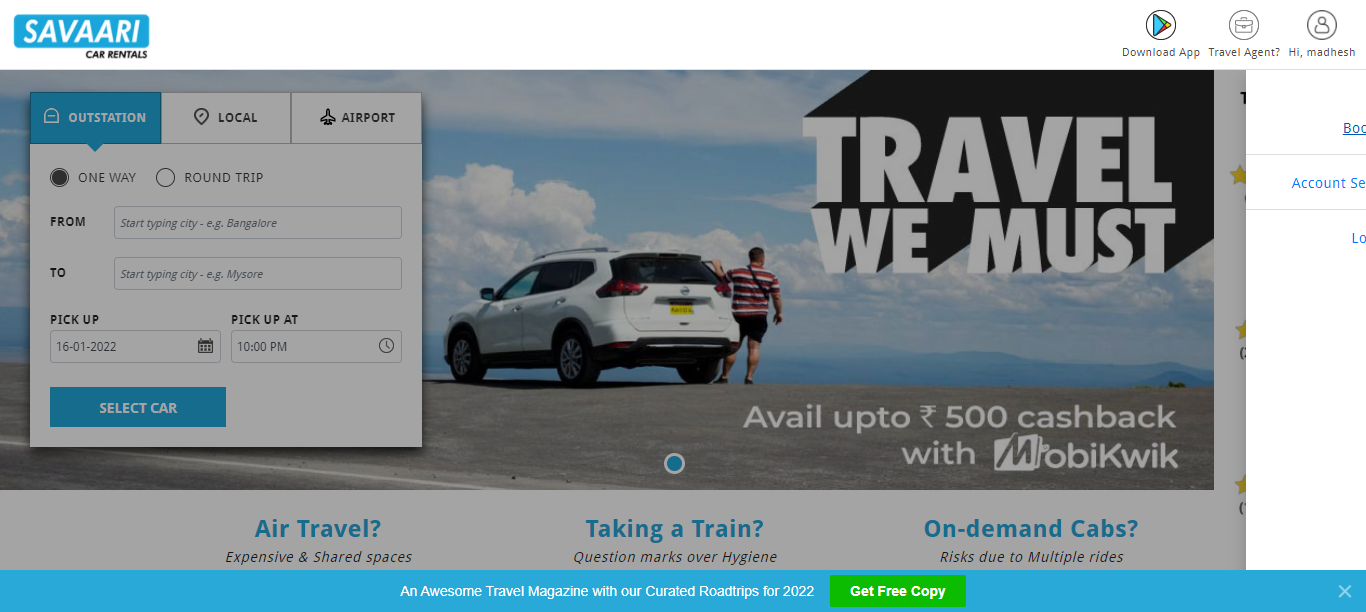 SAVAARI
CAR RENTALS
Download App
Travel Agent?
Hi, madhesh
OUTSTATION
LOCAL
AIRPORT
ONE WAY
ROUND TRIP
FROM
Start typing city - e.g. Bangalore
TO
Start typing city - e.g. Mysore
PICK UP
PICK UP AT
16-01-2022
10:00 PM
SELECT CAR
TRAVEL
WE MUST
Avail upto ₹ 500 cashback
with MobiKwik
Boo
Account Se
Lo
Air Travel?
Expensive & Shared spaces
Taking a Train?
Question marks over Hygiene
On-demand Cabs?
Risks due to Multiple rides
An Awesome Travel Magazine with our Curated Roadtrips for 2022
Get Free Copy